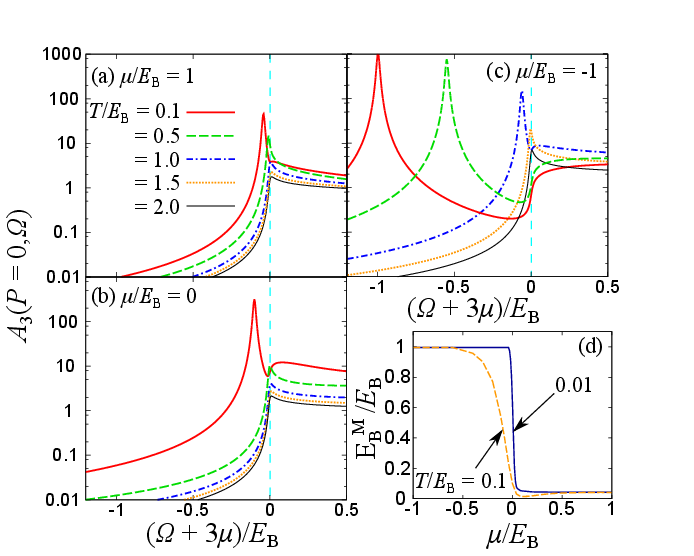 1000
100
10
1
0.1
0.01
(a) μ/E_B = 1
T/E_B = 0.1
= 0.5
= 1.0
= 1.5
= 2.0
(c) μ/E_B = -1
-1 -0.5 0 0.5
(Ω + 3μ)/E_B
A_3(P = 0,Ω)
(b) μ/E_B = 0
100
10
1
0.1
0.01
-1 -0.5 0 0.5
(Ω + 3μ)/E_B
(d)
1
0.8
0.6
0.4
0.2
0
E_B^M/E_B
0.01
T/E_B = 0.1
-1 -0.5 0 0.5 1
μ/E_B